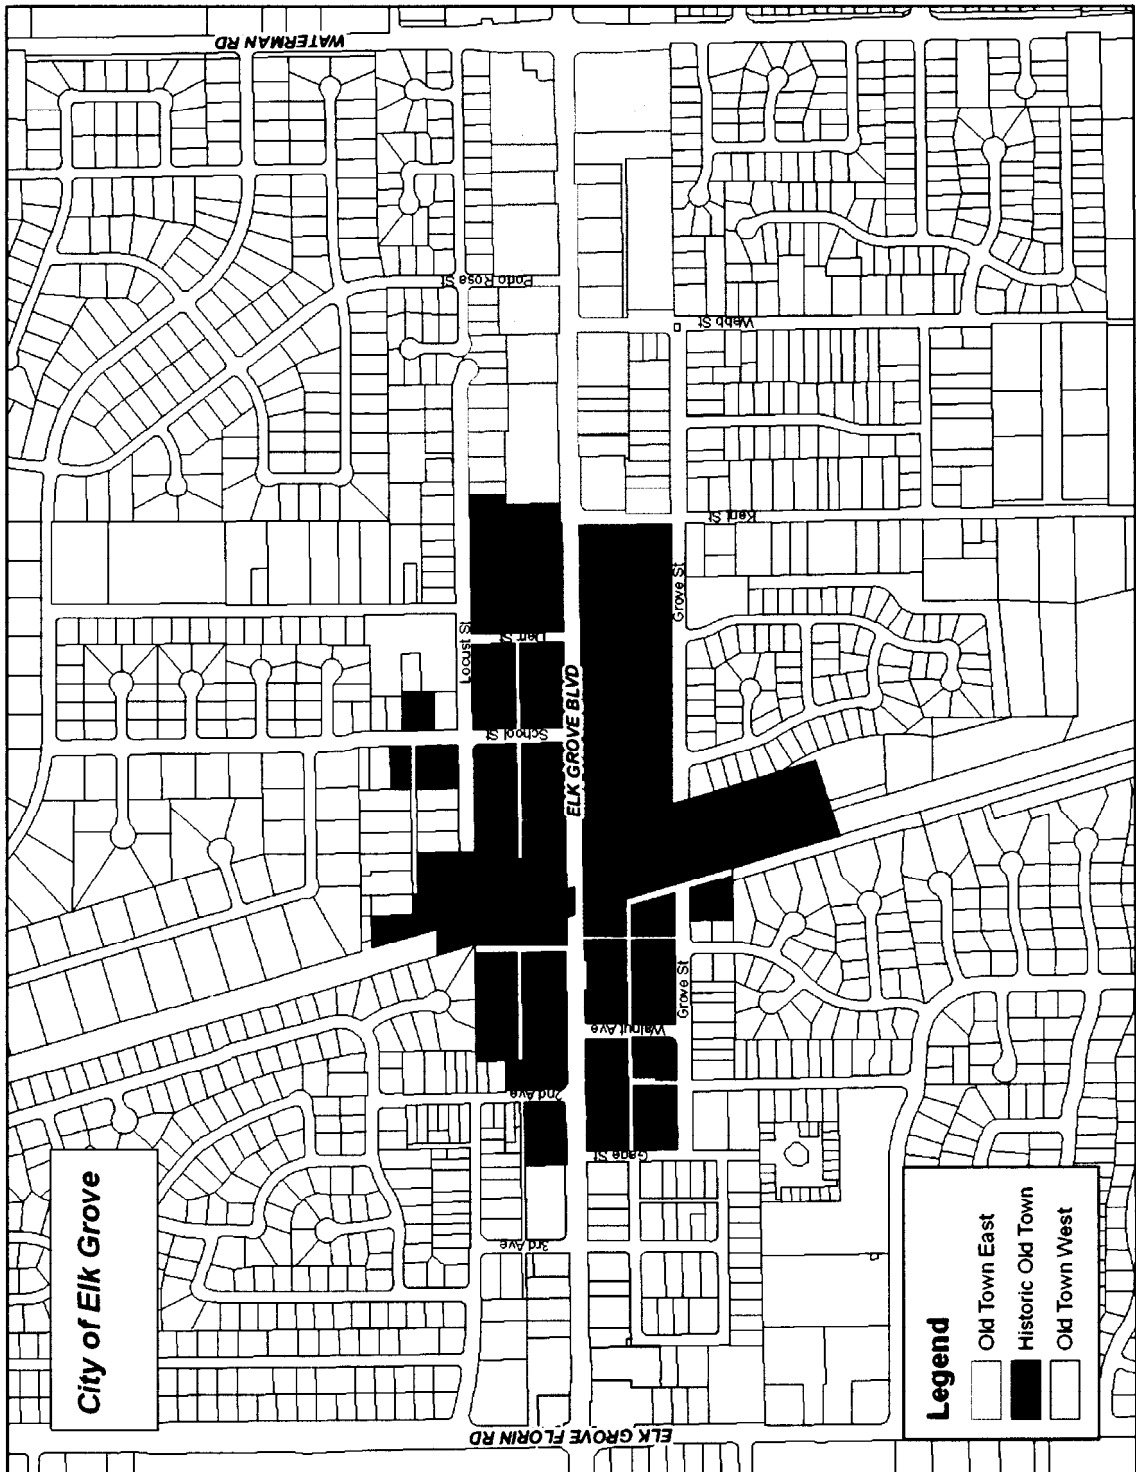 City of Elk Grove
WATERMAN RD
Porto Rosa St
Webb St
Kent St
Grove St
Locust St
Derr St
School St
ELK GROVE BLVD
Grove St
Walnut Ave
2nd Ave
Gage St
3rd Ave
ELK GROVE FLORIN RD
Legend
Old Town East
Historic Old Town
Old Town West